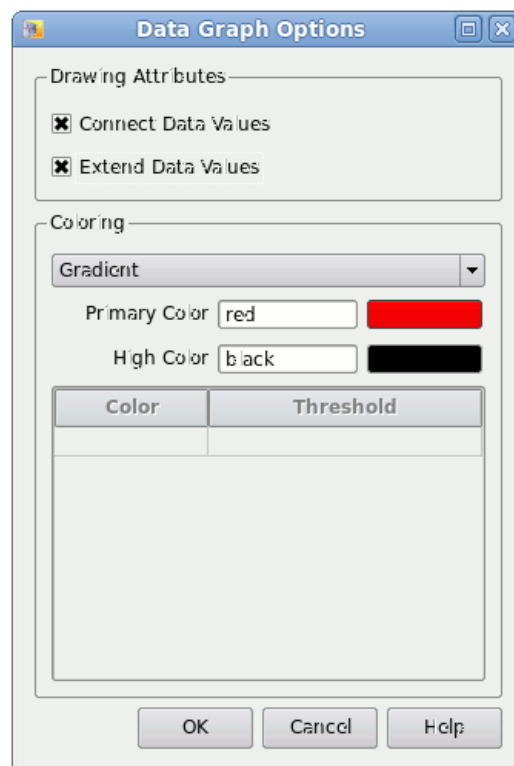 Data Graph Options
Drawing Attributes
Connect Data Values
Extend Data Values
Coloring
Gradient
Primary Color red
High Color black
Color Threshold
OK Cancel Help